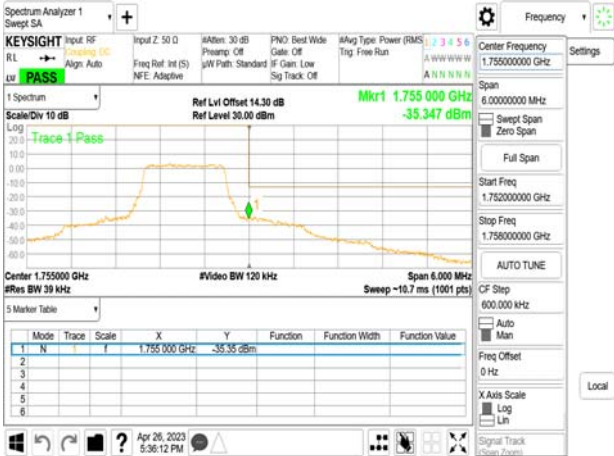 Spectrum Analyzer 1
Swept SA
+
Frequency
KEYSIGHT
RL
PASS
Input: RF
Coupling: DC
Align: Auto
Input Z: 50 Ω
Freq Ref: Int (S)
NFE: Adaptive
#Atten: 30 dB
Preamp: Off
µW Path: Standard
PNO: Best Wide
Gate: Off
IF Gain: Low
Sig Track: Off
#Avg Type: Power (RMS
Trig: Free Run
1 2 3 4 5 6
A W W W W W
A N N N N N
1 Spectrum
Scale/Div 10 dB
Ref Lvl Offset 14.30 dB
Ref Level 30.00 dBm
Mkr1 1.755 000 GHz
-35.347 dBm
Log
Trace 1 Pass
20.0
10.0
0.00
-10.0
-20.0
-30.0
-40.0
-50.0
-60.0
1
Center 1.755000 GHz
#Res BW 39 kHz
#Video BW 120 kHz
Span 6.000 MHz
Sweep ~10.7 ms (1001 pts)
5 Marker Table
Mode Trace Scale X Y Function Function Width Function Value
1 N 1 f 1.755 000 GHz -35.35 dBm
2
3
4
5
6
Apr 26, 2023
5:36:12 PM
Center Frequency
1.755000000 GHz
Settings
Span
6.00000000 MHz
Swept Span
Zero Span
Full Span
Start Freq
1.752000000 GHz
Stop Freq
1.758000000 GHz
AUTO TUNE
CF Step
600.000 kHz
Auto
Man
Freq Offset
0 Hz
X Axis Scale
Log
Lin
Local
Signal Track
(Span Zoom)